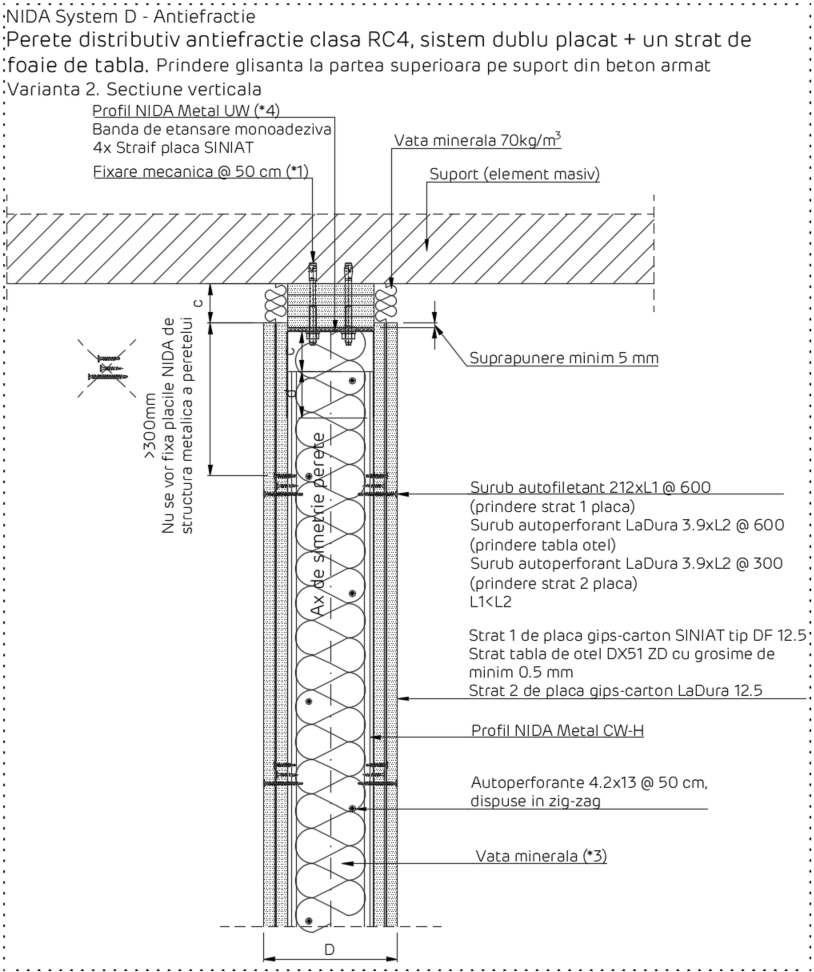 NIDA System D - Antiefractie
Perete distributiv antiefractie clasa RC4, sistem dublu placat + un strat de
foaie de tabla. Prindere glisanta la partea superioara pe suport din beton armat
Varianta 2. Sectiune verticala
Profil NIDA Metal UW (*4)
Banda de etansare monoadeziva
4x Straif placa SINIAT
Fixare mecanica @ 50 cm (*1)
Vata minerala 70kg/m³
Suport (element masiv)
c
c
d
Suprapunere minim 5 mm
>300mm
Nu se vor fixa placile NIDA de
structura metalica a peretelui
Ax de simetrie perete
Surub autofiletant 212xL1 @ 600
(prindere strat 1 placa)
Surub autoperforant LaDura 3.9xL2 @ 600
(prindere tabla otel)
Surub autoperforant LaDura 3.9xL2 @ 300
(prindere strat 2 placa)
L1<L2
Strat 1 de placa gips-carton SINIAT tip DF 12.5
Strat tabla de otel DX51 ZD cu grosime de
minim 0.5 mm
Strat 2 de placa gips-carton LaDura 12.5
Profil NIDA Metal CW-H
Autoperforante 4.2x13 @ 50 cm,
dispuse in zig-zag
Vata minerala (*3)
D